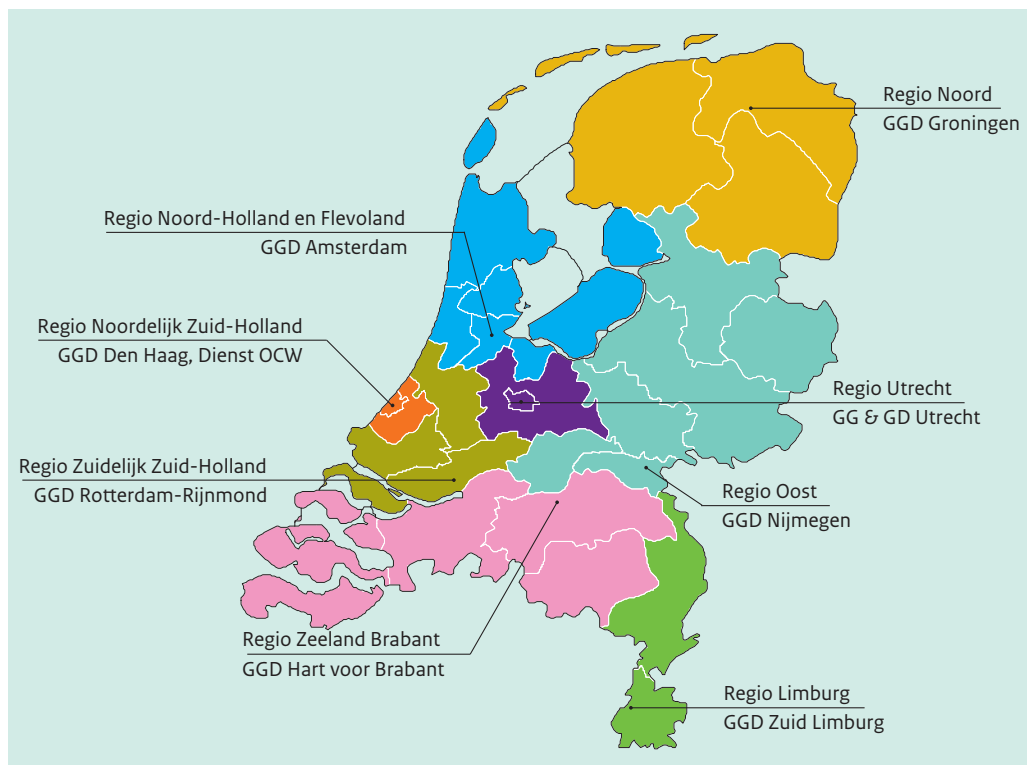 Regio Noord
GGD Groningen
Regio Noord-Holland en Flevoland
GGD Amsterdam
Regio Noordelijk Zuid-Holland
GGD Den Haag, Dienst OCW
Regio Utrecht
GG & GD Utrecht
Regio Zuidelijk Zuid-Holland
GGD Rotterdam-Rijnmond
Regio Oost
GGD Nijmegen
Regio Zeeland Brabant
GGD Hart voor Brabant
Regio Limburg
GGD Zuid Limburg